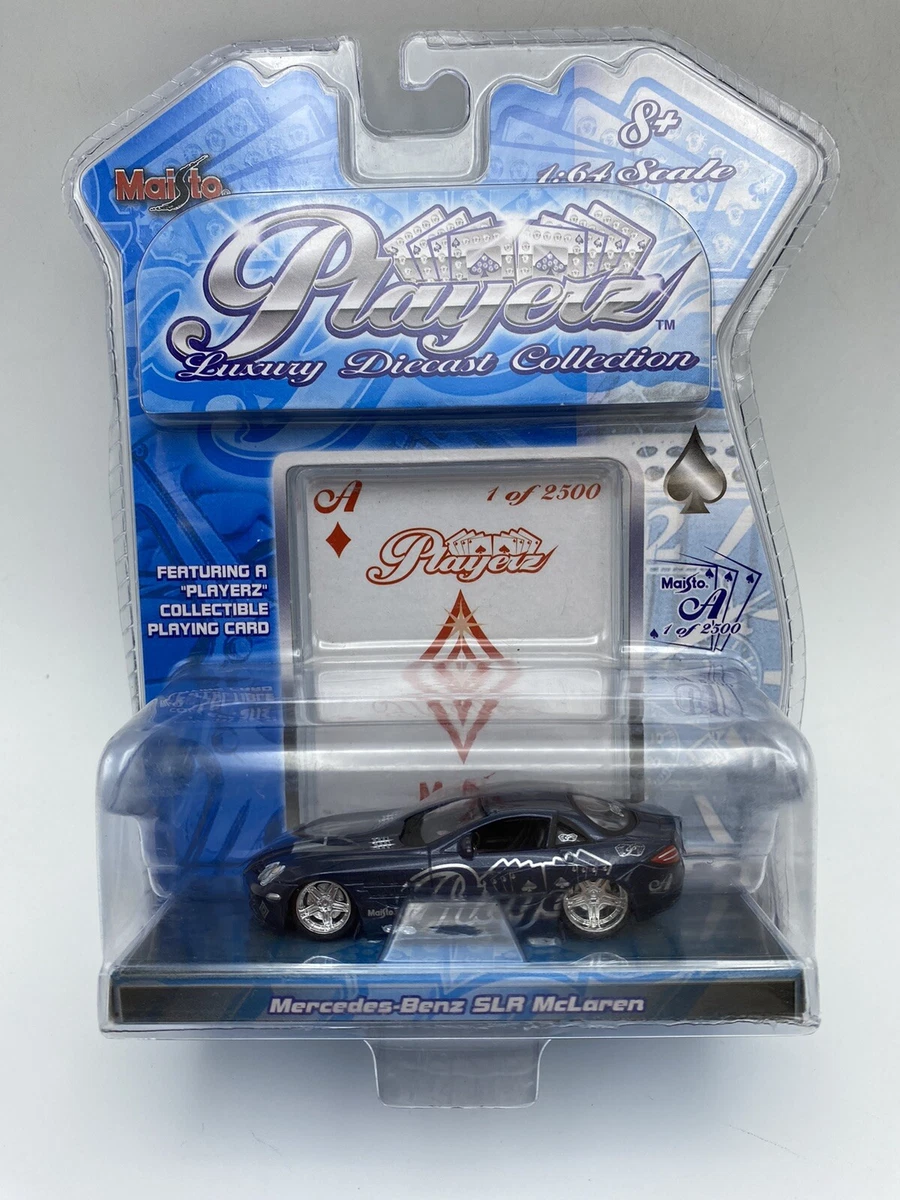 8+
1:64 Scale
Maisto
Playerz™
Luxury Diecast Collection
A
1 of 2500
Playerz
FEATURING A
"PLAYERZ"
COLLECTIBLE
PLAYING CARD
Maisto
A
1 of 2500
Maisto
Playerz
A
Mercedes-Benz SLR McLaren